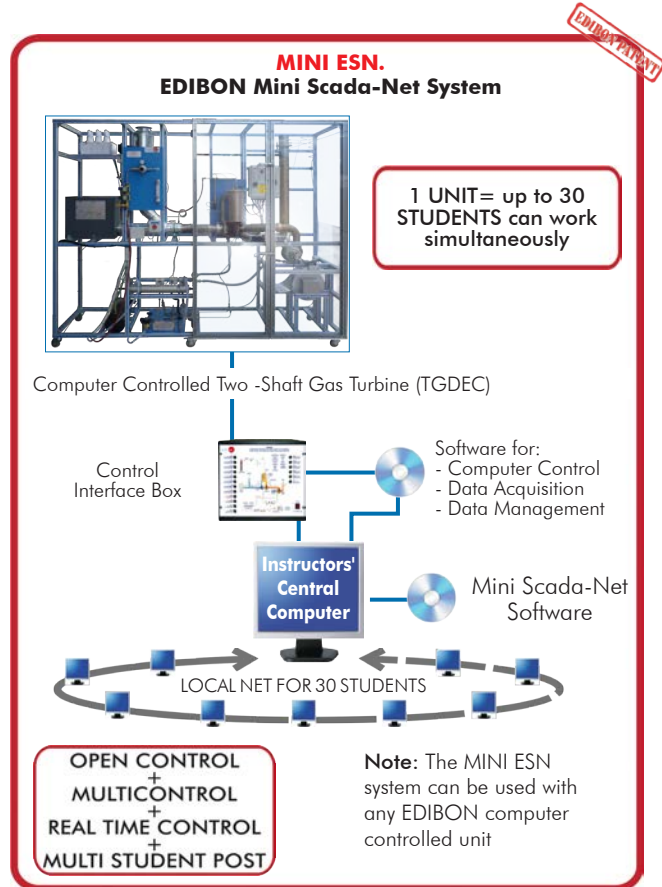 EDIBON PATENT
MINI ESN.
EDIBON Mini Scada-Net System
1 UNIT= up to 30
STUDENTS can work
simultaneously
Computer Controlled Two -Shaft Gas Turbine (TGDEC)
Control
Interface Box
Software for:
- Computer Control
- Data Acquisition
- Data Management
Instructors'
Central
Computer
Mini Scada-Net
Software
LOCAL NET FOR 30 STUDENTS
OPEN CONTROL
+
MULTICONTROL
+
REAL TIME CONTROL
+
MULTI STUDENT POST
Note: The MINI ESN
system can be used with
any EDIBON computer
controlled unit